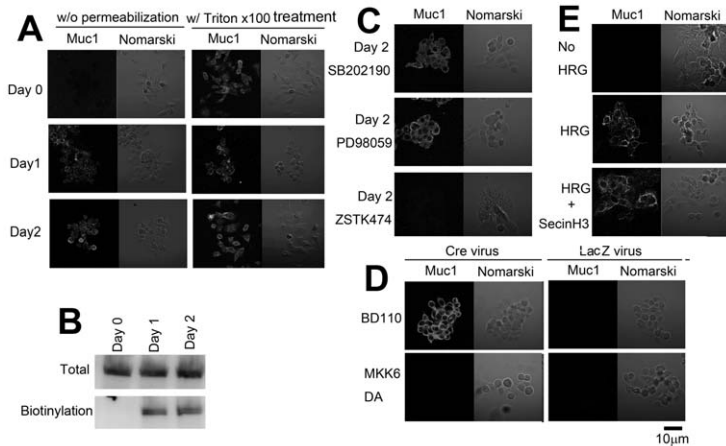 A
w/o permeabilization
w/ Triton x100 treatment
Muc1 Nomarski Muc1 Nomarski
Day 0
Day1
Day2
B
Day 0 Day 1 Day 2
Total
Biotinylation
C
Muc1 Nomarski
Day 2
SB202190
Day 2
PD98059
Day 2
ZSTK474
D
Cre virus LacZ virus
Muc1 Nomarski Muc1 Nomarski
BD110
MKK6
DA
10μm
E
Muc1 Nomarski
No
HRG
HRG
HRG
+
SecinH3